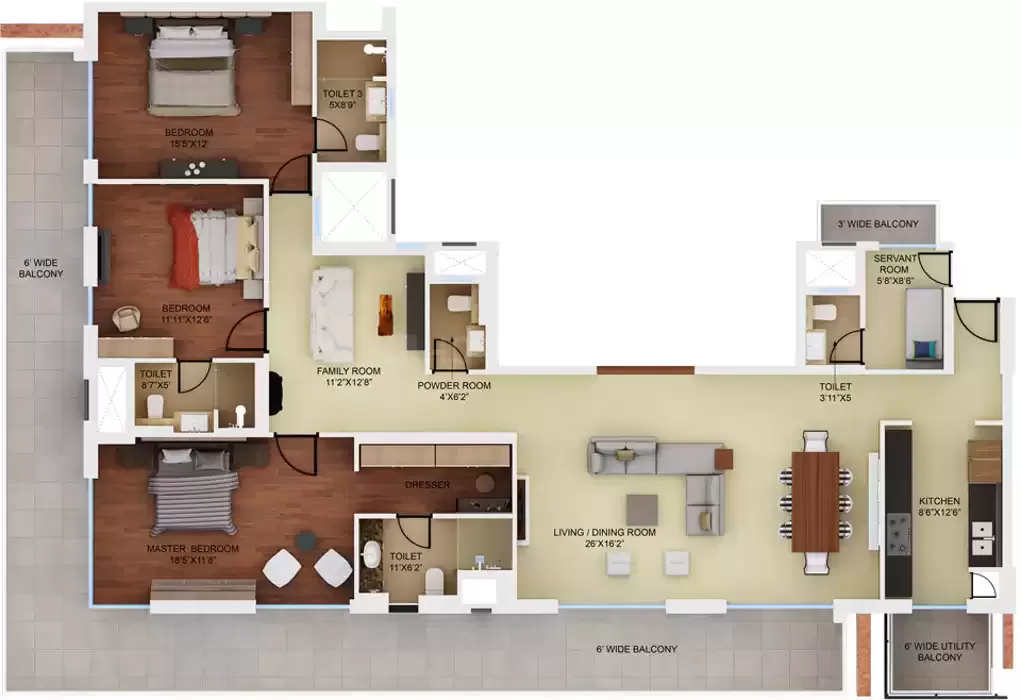 TOILET 3
5X8'9"
BEDROOM
15'5"X12'
3' WIDE BALCONY
6' WIDE
BALCONY
SERVANT
ROOM
5'8"X8'6"
BEDROOM
11'11"X12'6"
FAMILY ROOM
11'2"X12'8"
TOILET
8'7"X5'
POWDER ROOM
4'X6'2"
TOILET
3'11"X5
DRESSER
KITCHEN
8'6"X12'6"
LIVING / DINING ROOM
26'X16'2"
MASTER BEDROOM
18'5"X11'8"
TOILET
11'X6'2"
6' WIDE BALCONY
6' WIDE UTILITY
BALCONY